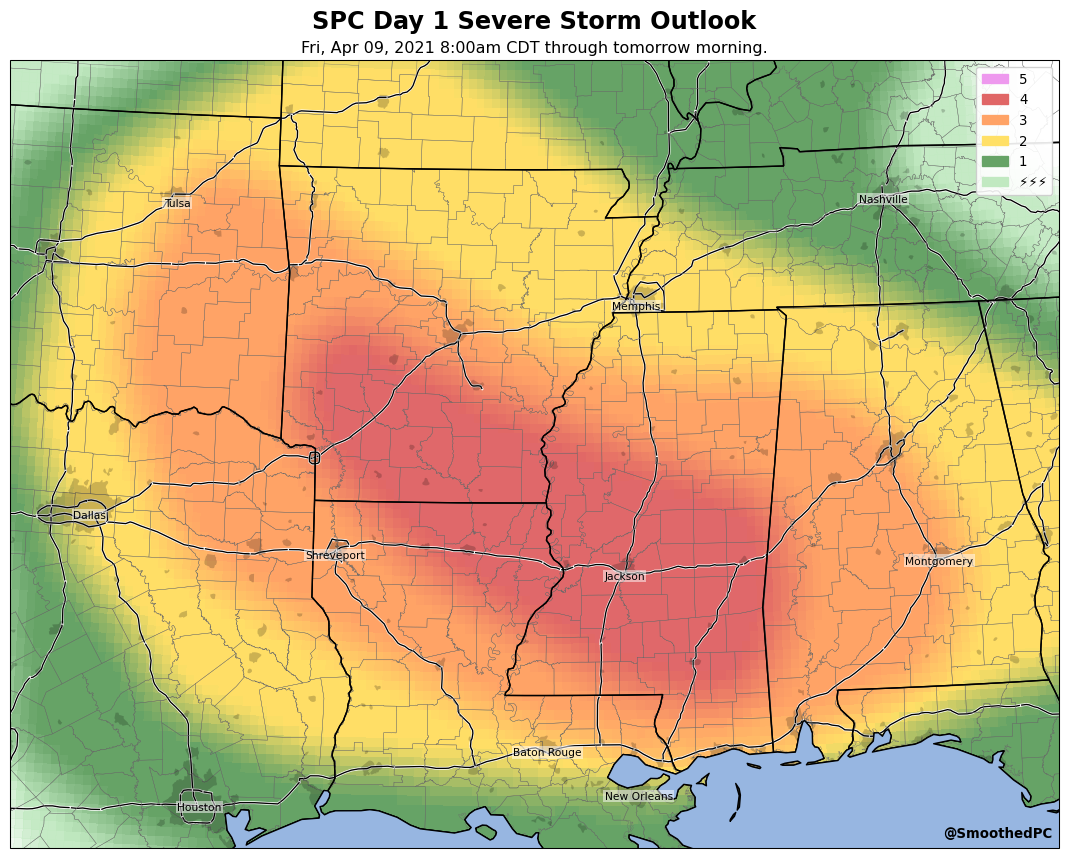 SPC Day 1 Severe Storm Outlook
Fri, Apr 09, 2021 8:00am CDT through tomorrow morning.
5
4
3
2
1
⚡⚡⚡
Tulsa
Nashville
Memphis
Dallas
Shreveport
Jackson
Montgomery
Baton Rouge
New Orleans
Houston
@SmoothedPC